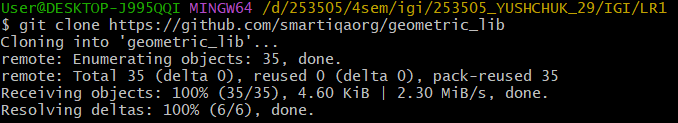 User@DESKTOP-J995QQI MINGW64 /d/253505/4sem/igi/253505_YUSHCHUK_29/IGI/LR1
$ git clone https://github.com/smartiqaorg/geometric_lib
Cloning into 'geometric_lib'...
remote: Enumerating objects: 35, done.
remote: Total 35 (delta 0), reused 0 (delta 0), pack-reused 35
Receiving objects: 100% (35/35), 4.60 KiB | 2.30 MiB/s, done.
Resolving deltas: 100% (6/6), done.